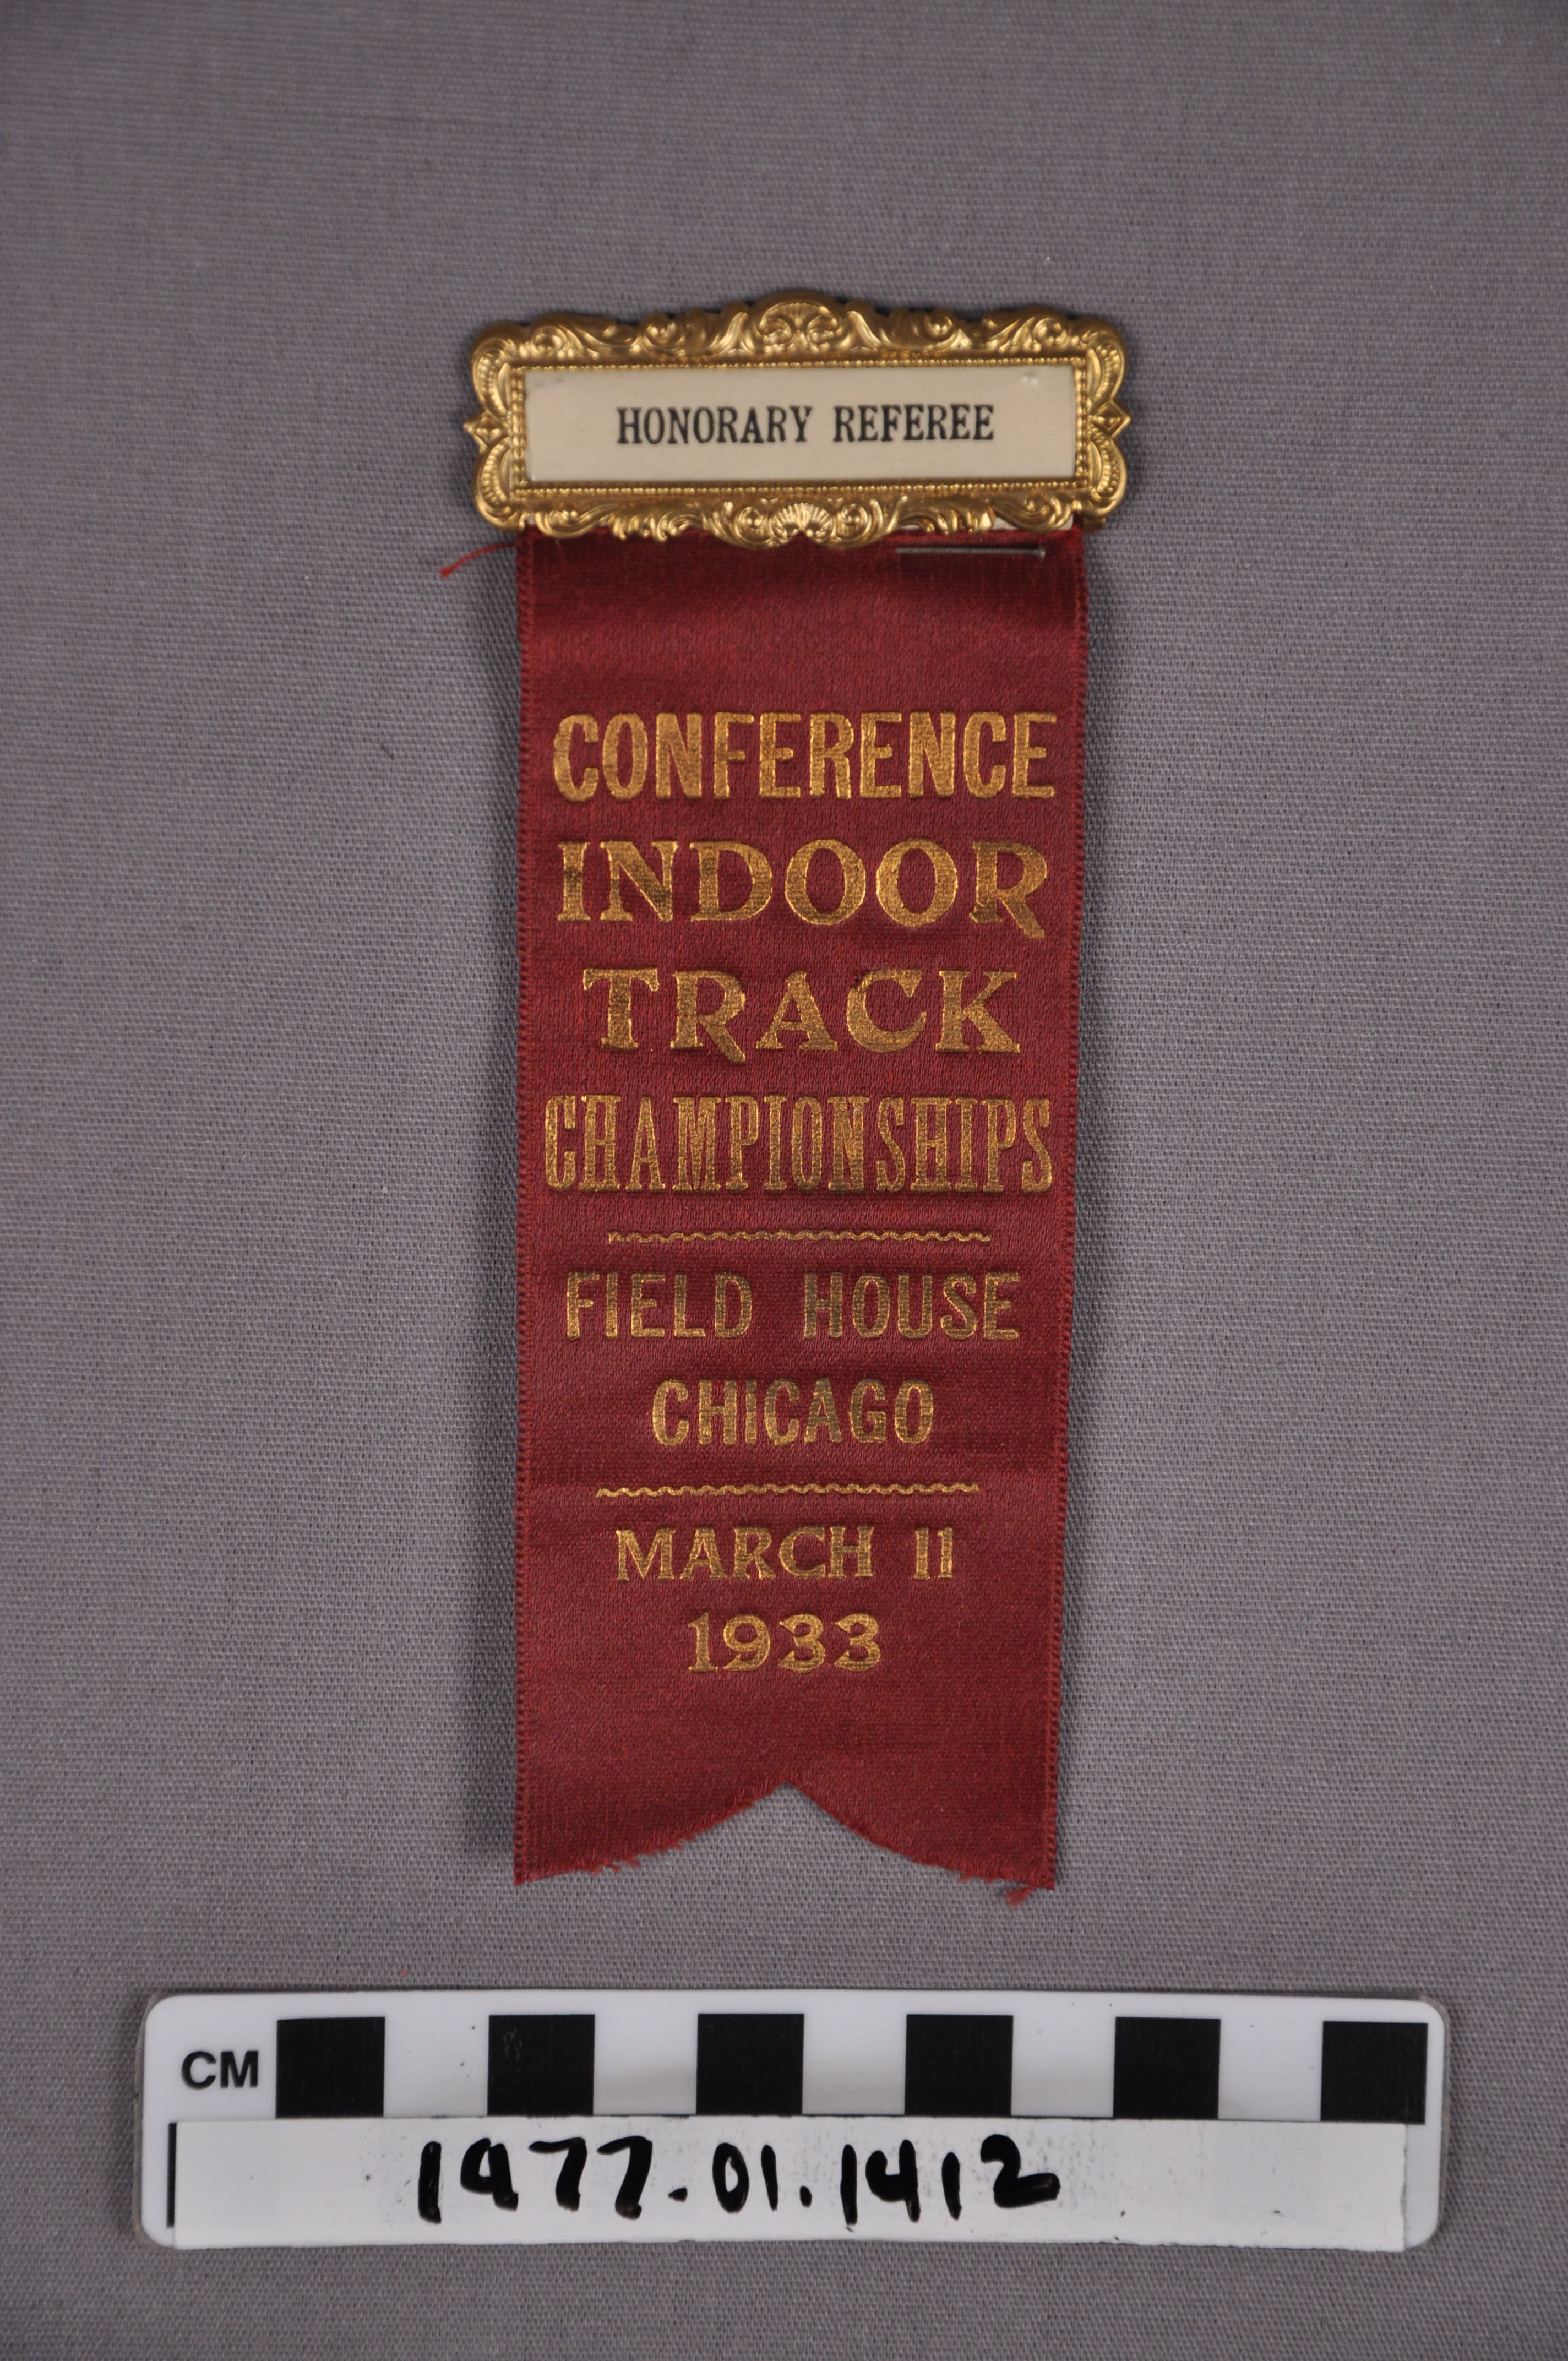 HONORARY REFEREE
CONFERENCE
INDOOR
TRACK
CHAMPIONSHIPS
FIELD HOUSE
CHICAGO
MARCH 11
1933
CM
1977.01.1412